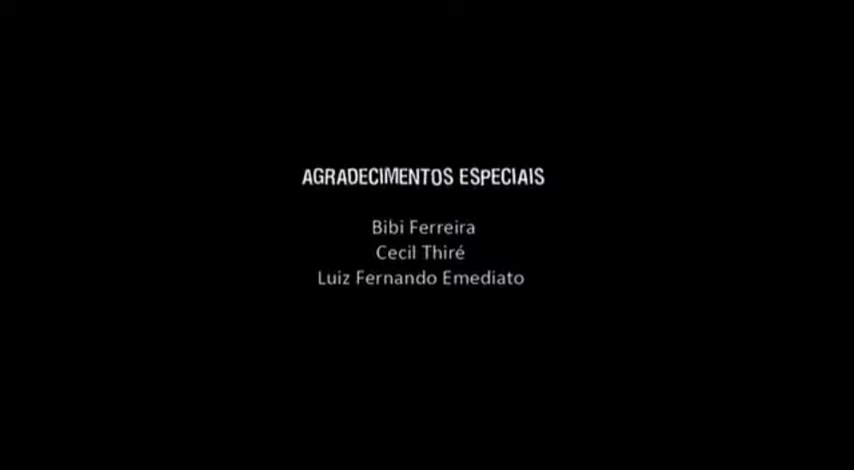 AGRADECIMENTOS ESPECIAIS
Bibi Ferreira
Cecil Thiré
Luiz Fernando Emediato